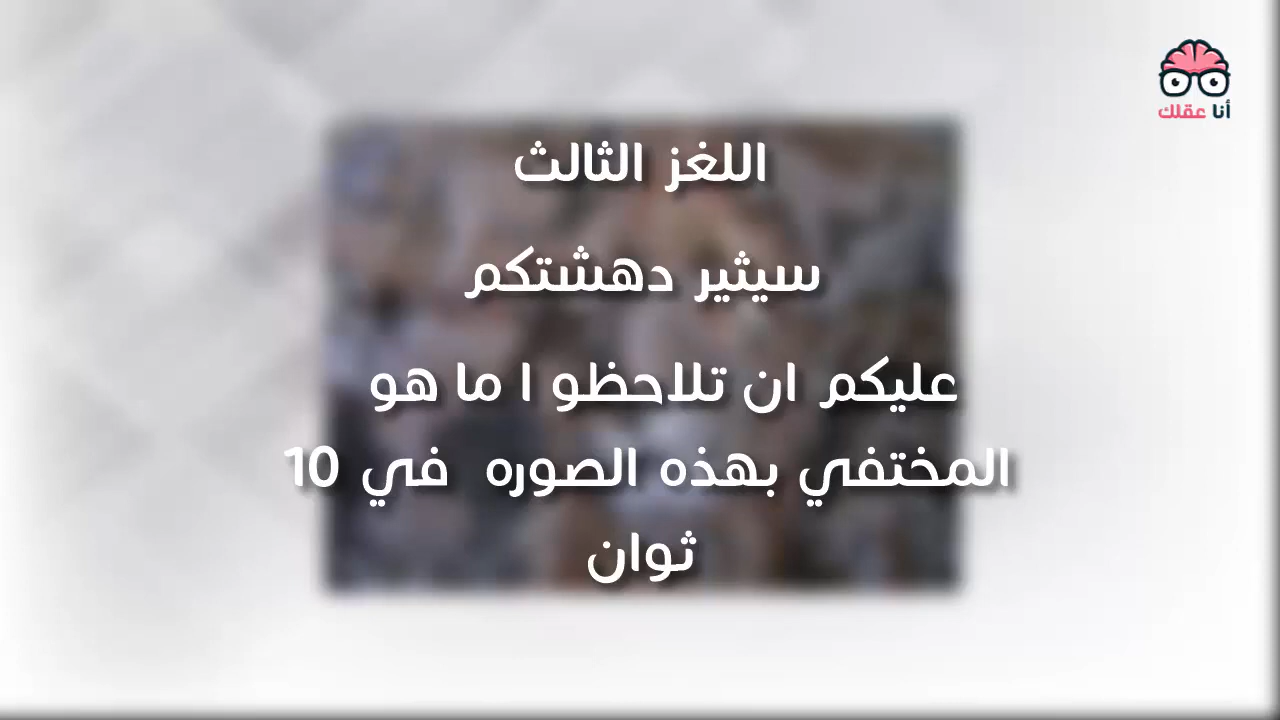 أنا عقلك
اللغز الثالث
سيثير دهشتكم
عليكم ان تلاحظو ا ما هو
المختفي بهذه الصوره في 10
ثوان